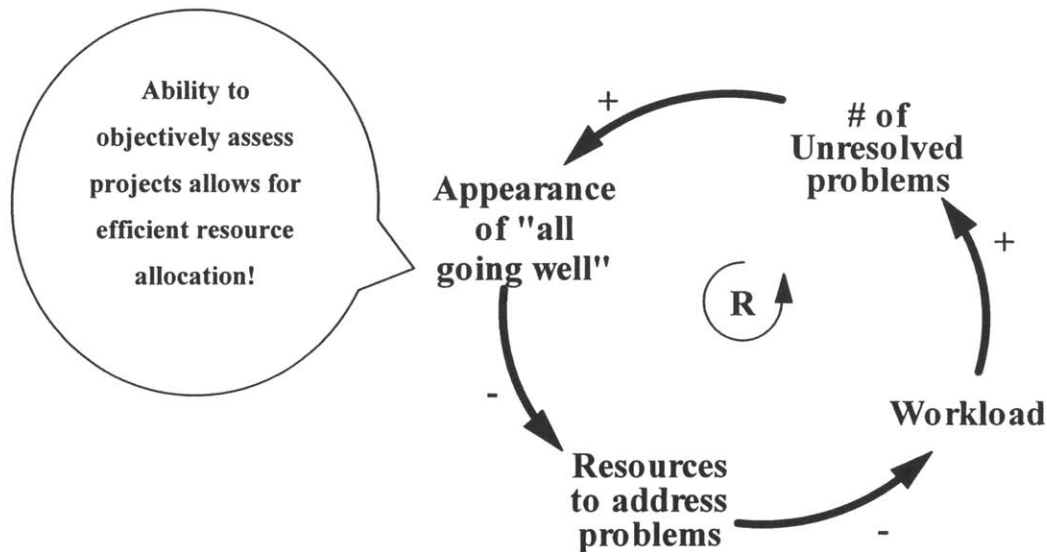 Ability to
objectively assess
projects allows for
efficient resource
allocation!
+
# of
Unresolved
problems
Appearance
of "all
going well"
+
R
-
Workload
Resources
to address
problems
-